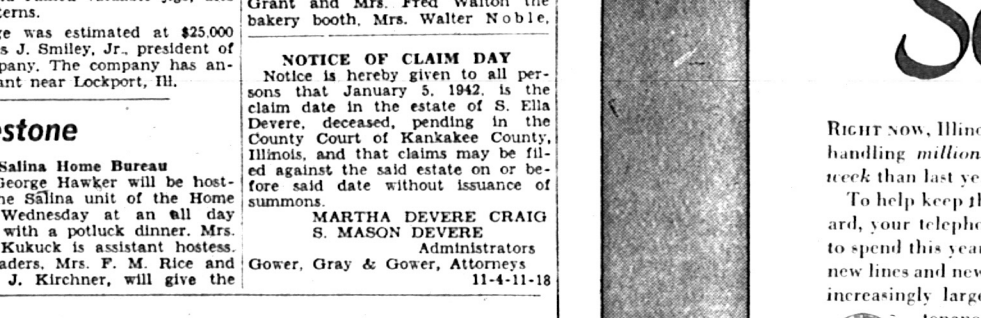 terns.
ge was estimated at $25,000
s J. Smiley, Jr., president of
pany. The company has an-
ant near Lockport, Ill.
estone
Salina Home Bureau
George Hawker will be host-
he Salina unit of the Home
Wednesday at an all day
with a potluck dinner. Mrs.
Kukuck is assistant hostess.
aders, Mrs. F. M. Rice and
J. Kirchner, will give the
Grant and Mrs. Fred Walton the
bakery booth, Mrs. Walter Noble,
NOTICE OF CLAIM DAY
Notice is hereby given to all per-
sons that January 5, 1942, is the
claim date in the estate of S. Ella
Devere, deceased, pending in the
County Court of Kankakee County,
Illinois, and that claims may be fil-
ed against the said estate on or be-
fore said date without issuance of
summons.
MARTHA DEVERE CRAIG
S. MASON DEVERE
Administrators
Gower, Gray & Gower, Attorneys
11-4-11-18
RIGHT NOW, Illino
handling million
week than last ye
To help keep th
ard, your telepho
to spend this year
new lines and new
increasingly large